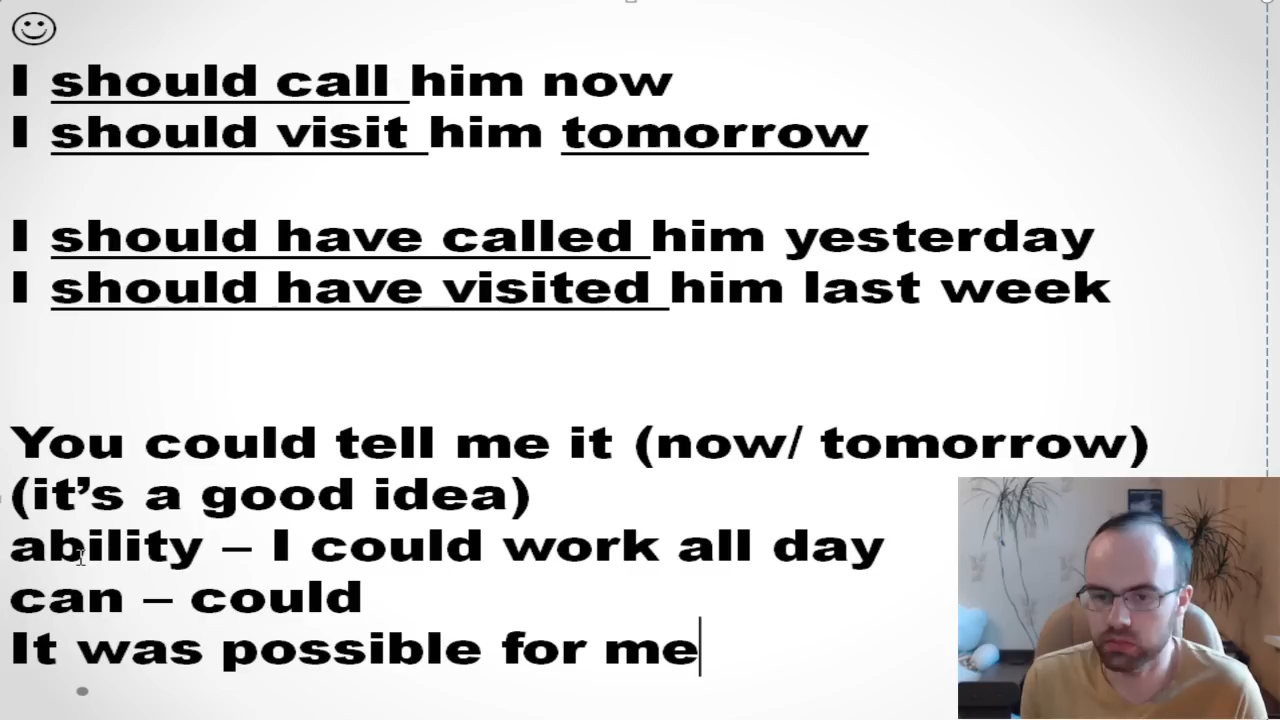 I should call him now
I should visit him tomorrow
I should have called him yesterday
I should have visited him last week
You could tell me it (now/ tomorrow)
(it’s a good idea)
ability – I could work all day
can – could
It was possible for me